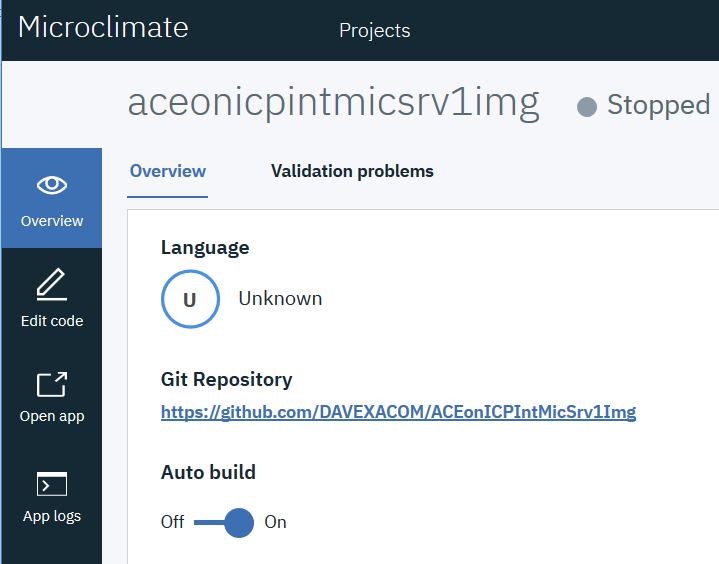 Microclimate
Projects
aceonicpintmicsrv1img
Stopped
Overview
Validation problems
Overview
Edit code
Open app
App logs
Language
U
Unknown
Git Repository
https://github.com/DAVEXACOM/ACEonICPIntMicSrv1Img
Auto build
Off
On